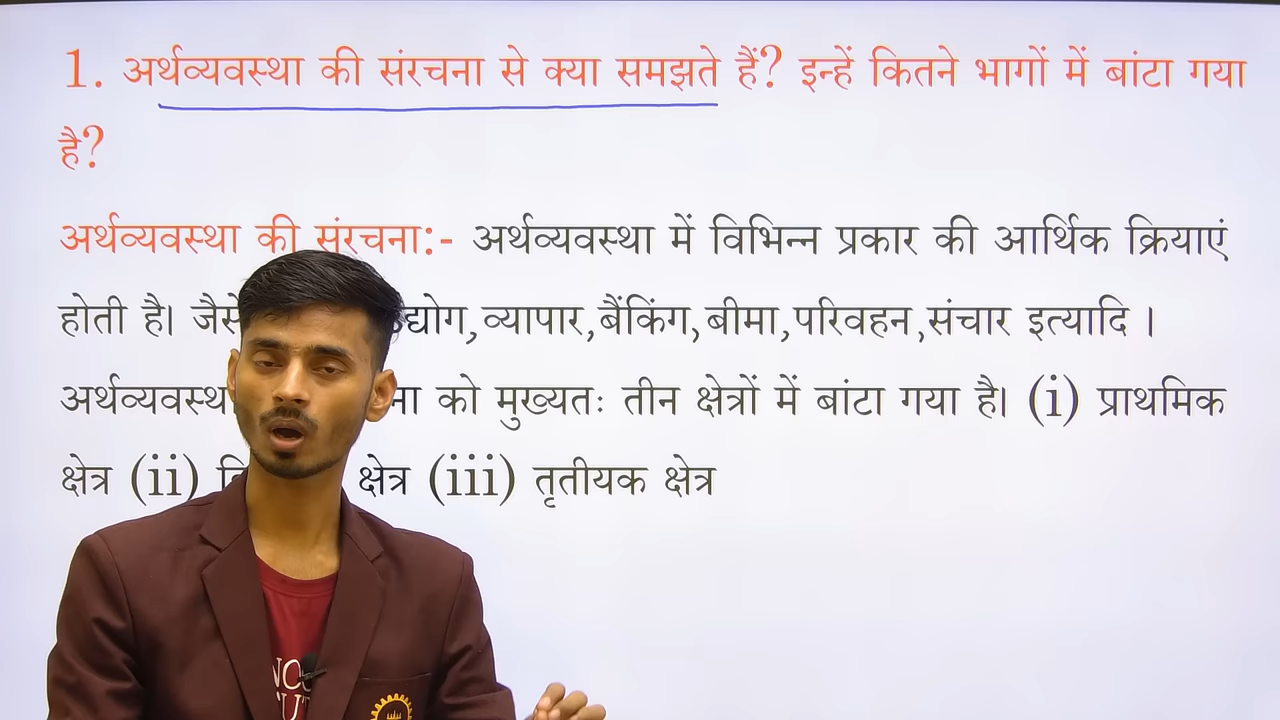 1. अर्थव्यवस्था की संरचना से क्या समझते हैं? इन्हें कितने भागों में बांटा गया
है?
अर्थव्यवस्था की संरचना:- अर्थव्यवस्था में विभिन्न प्रकार की आर्थिक क्रियाएं
होती है। जैसे ,व्यापार,बैंकिंग,बीमा,परिवहन,संचार इत्यादि ।
को मुख्यतः तीन क्षेत्रों में बांटा गया है। (i) प्राथमिक
क्षेत्र (ii) क्षेत्र (iii) तृतीयक क्षेत्र